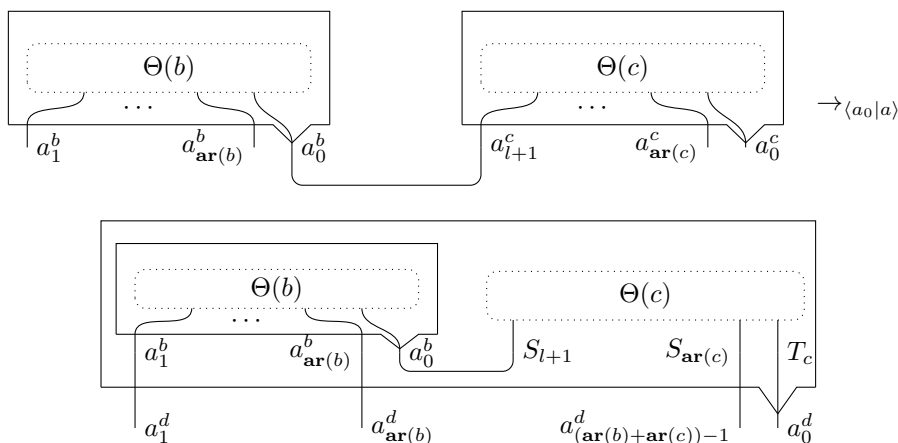 Θ(b) Θ(c)
... ... →⟨a₀|a⟩
a_1^b a_{ar(b)}^b a_0^b a_{l+1}^c a_{ar(c)}^c a_0^c
Θ(b) Θ(c)
...
a_1^b a_{ar(b)}^b a_0^b S_{l+1} S_{ar(c)} T_c
a_1^d a_{ar(b)}^d a_{(ar(b)+ar(c))−1}^d a_0^d